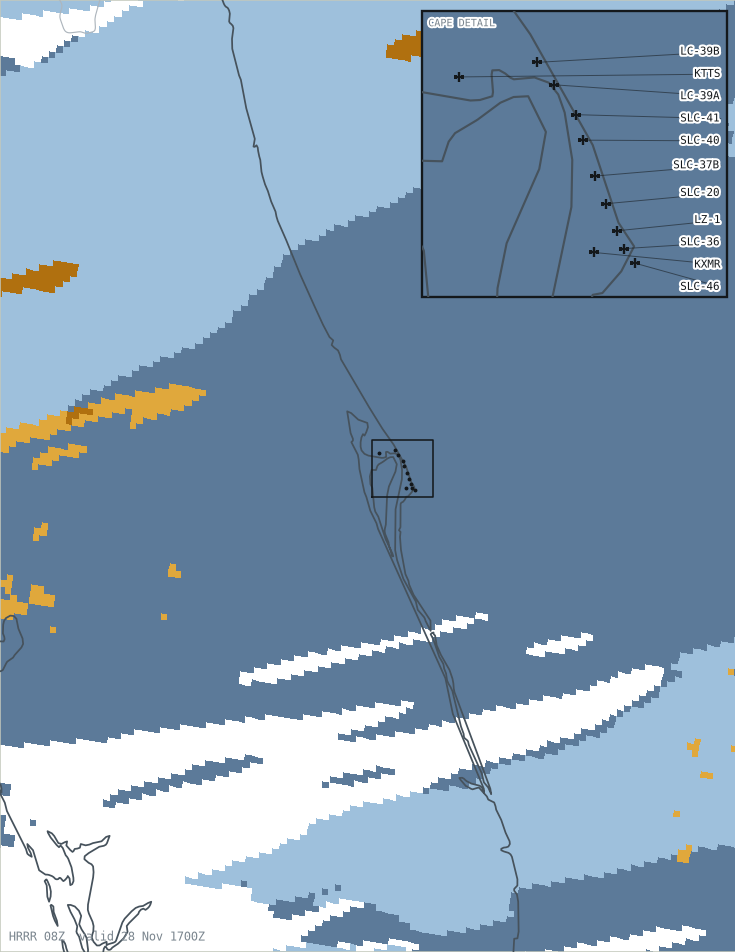 CAPE DETAIL
LC-39B
KTTS
LC-39A
SLC-41
SLC-40
SLC-37B
SLC-20
LZ-1
SLC-36
KXMR
SLC-46
HRRR 08Z valid 28 Nov 1700Z